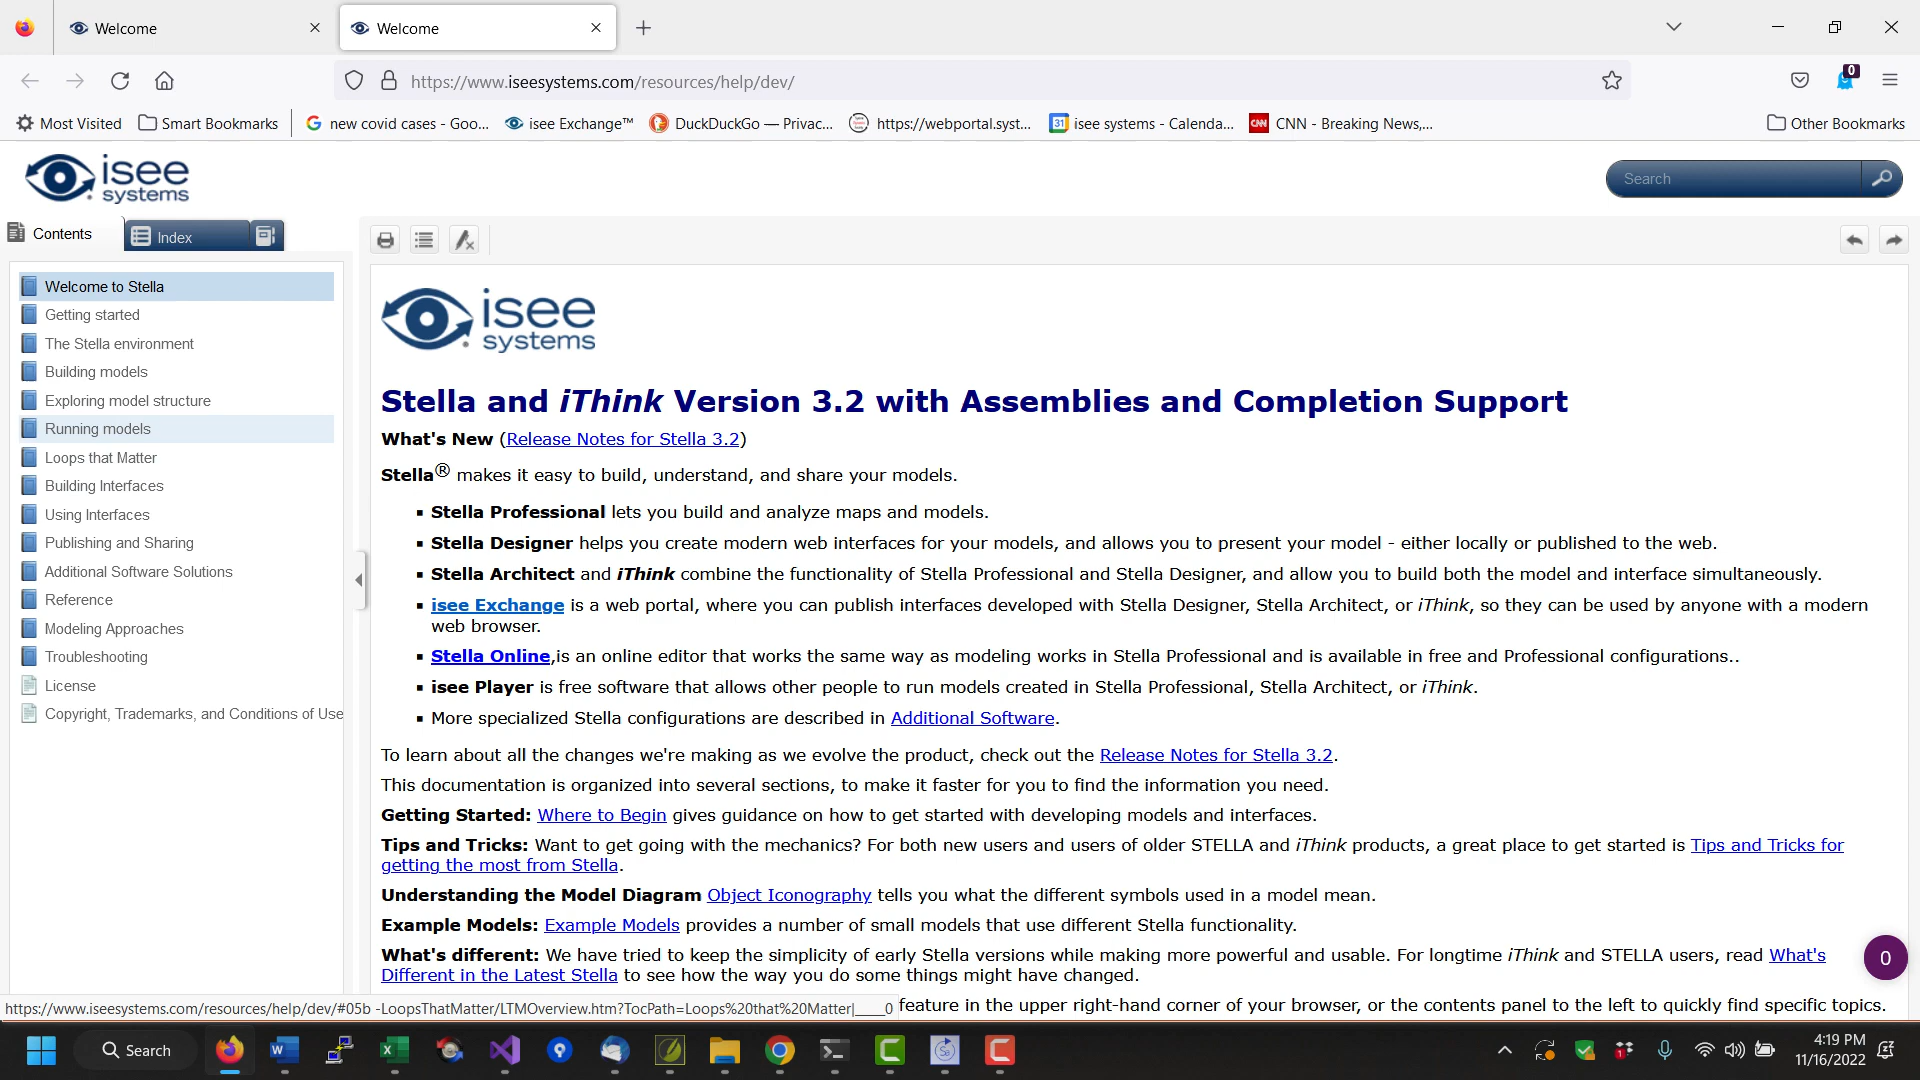 Welcome
Welcome
https://www.iseesystems.com/resources/help/dev/
0
Most Visited
Smart Bookmarks
new covid cases - Goo...
isee Exchange™
DuckDuckGo — Privac...
https://webportal.syst...
31
isee systems - Calenda...
CNN
CNN - Breaking News,...
Other Bookmarks
isee
systems
Search
Contents
Index
Welcome to Stella
Getting started
The Stella environment
Building models
Exploring model structure
Running models
Loops that Matter
Building Interfaces
Using Interfaces
Publishing and Sharing
Additional Software Solutions
Reference
Modeling Approaches
Troubleshooting
License
Copyright, Trademarks, and Conditions of Use
isee
systems
Stella and iThink Version 3.2 with Assemblies and Completion Support
What's New (Release Notes for Stella 3.2)
Stella® makes it easy to build, understand, and share your models.
▪ Stella Professional lets you build and analyze maps and models.
▪ Stella Designer helps you create modern web interfaces for your models, and allows you to present your model - either locally or published to the web.
▪ Stella Architect and iThink combine the functionality of Stella Professional and Stella Designer, and allow you to build both the model and interface simultaneously.
▪ isee Exchange is a web portal, where you can publish interfaces developed with Stella Designer, Stella Architect, or iThink, so they can be used by anyone with a modern
web browser.
▪ Stella Online,is an online editor that works the same way as modeling works in Stella Professional and is available in free and Professional configurations..
▪ isee Player is free software that allows other people to run models created in Stella Professional, Stella Architect, or iThink.
▪ More specialized Stella configurations are described in Additional Software.
To learn about all the changes we're making as we evolve the product, check out the Release Notes for Stella 3.2.
This documentation is organized into several sections, to make it faster for you to find the information you need.
Getting Started: Where to Begin gives guidance on how to get started with developing models and interfaces.
Tips and Tricks: Want to get going with the mechanics? For both new users and users of older STELLA and iThink products, a great place to get started is Tips and Tricks for
getting the most from Stella.
Understanding the Model Diagram Object Iconography tells you what the different symbols used in a model mean.
Example Models: Example Models provides a number of small models that use different Stella functionality.
What's different: We have tried to keep the simplicity of early Stella versions while making more powerful and usable. For longtime iThink and STELLA users, read What's
Different in the Latest Stella to see how the way you do some things might have changed.
0
https://www.iseesystems.com/resources/help/dev/#05b -LoopsThatMatter/LTMOverview.htm?TocPath=Loops%20that%20Matter|____0
feature in the upper right-hand corner of your browser, or the contents panel to the left to quickly find specific topics.
Search
4:19 PM
11/16/2022